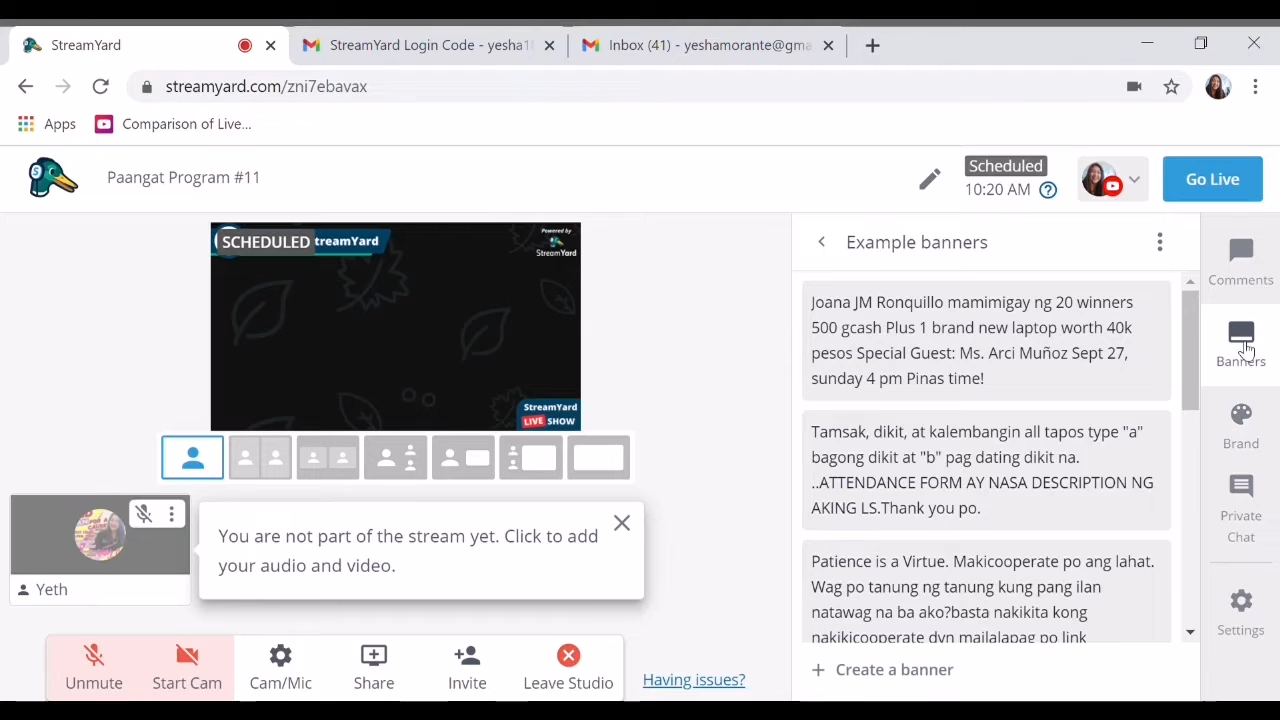 StreamYard
StreamYard Login Code - yesha1
Inbox (41) - yeshamorante@gma
streamyard.com/zni7ebavax
Apps
Comparison of Live...
Paangat Program #11
Scheduled
10:20 AM
Go Live
SCHEDULED
treamYard
Powered by
StreamYard
StreamYard
LIVE SHOW
You are not part of the stream yet. Click to add
your audio and video.
Yeth
Unmute
Start Cam
Cam/Mic
Share
Invite
Leave Studio
Having issues?
Example banners
Joana JM Ronquillo mamimigay ng 20 winners
500 gcash Plus 1 brand new laptop worth 40k
pesos Special Guest: Ms. Arci Muñoz Sept 27,
sunday 4 pm Pinas time!
Tamsak, dikit, at kalembangin all tapos type "a"
bagong dikit at "b" pag dating dikit na.
..ATTENDANCE FORM AY NASA DESCRIPTION NG
AKING LS.Thank you po.
Patience is a Virtue. Makicooperate po ang lahat.
Wag po tanung ng tanung kung pang ilan
natawag na ba ako?basta nakikita kong
nakikicooperate dyn mailalapag po link
+ Create a banner
Comments
Banners
Brand
Private
Chat
Settings